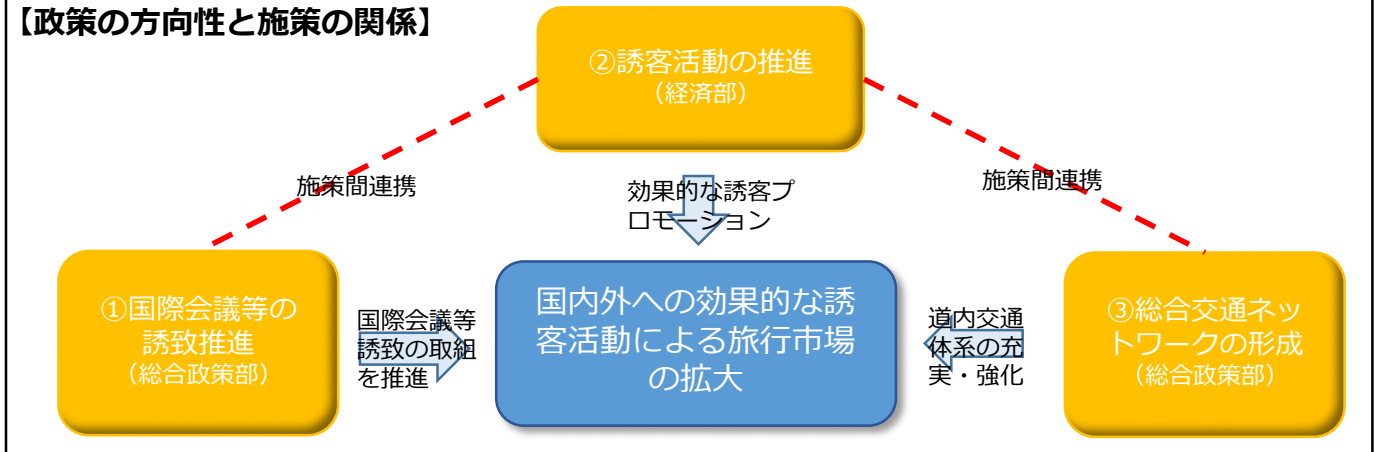 【政策の方向性と施策の関係】
②誘客活動の推進
（経済部）
施策間連携
効果的な誘客プ
ロモーション
施策間連携
①国際会議等の
誘致推進
（総合政策部）
国際会議等
誘致の取組
を推進
国内外への効果的な誘
客活動による旅行市場
の拡大
道内交通
体系の充
実・強化
③総合交通ネッ
トワークの形成
（総合政策部）